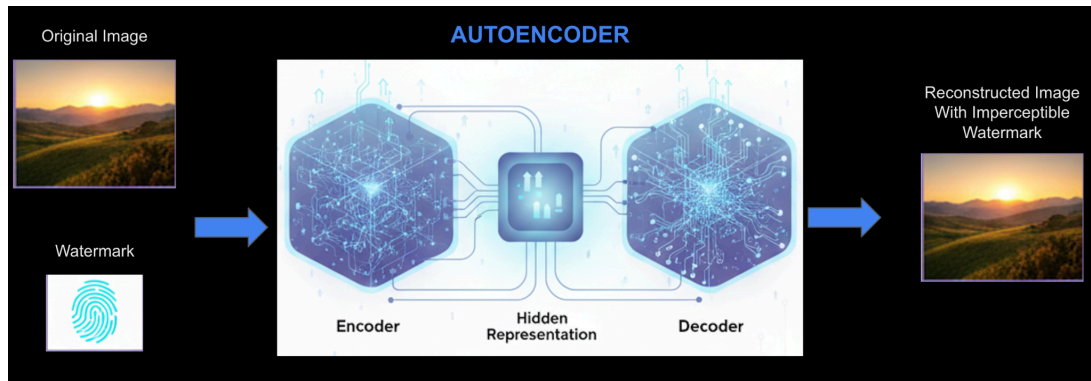 AUTOENCODER
Original Image
Watermark
Encoder
Hidden
Representation
Decoder
Reconstructed Image
With Imperceptible
Watermark